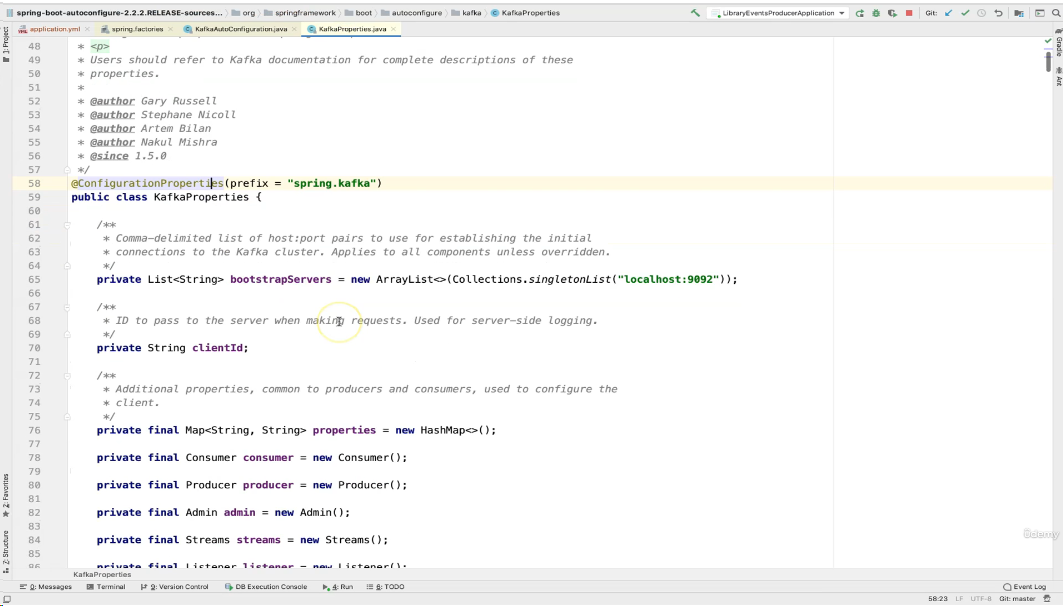 spring-boot-autoconfigure-2.2.2.RELEASE-sources... org springframework boot autoconfigure kafka KafkaProperties LibraryEventsProducerApplication Git:
application.yml spring.factories KafkaAutoConfiguration.java KafkaProperties.java
1: Project
Gradle
Ant
48 * <p>
49 * Users should refer to Kafka documentation for complete descriptions of these
50 * properties.
51 *
52 * @author Gary Russell
53 * @author Stephane Nicoll
54 * @author Artem Bilan
55 * @author Nakul Mishra
56 * @since 1.5.0
57 */
58 @ConfigurationProperties(prefix = "spring.kafka")
59 public class KafkaProperties {
60
61 /**
62 * Comma-delimited list of host:port pairs to use for establishing the initial
63 * connections to the Kafka cluster. Applies to all components unless overridden.
64 */
65 private List<String> bootstrapServers = new ArrayList<>(Collections.singletonList("localhost:9092"));
66
67 /**
68 * ID to pass to the server when making requests. Used for server-side logging.
69 */
70 private String clientId;
71
72 /**
73 * Additional properties, common to producers and consumers, used to configure the
74 * client.
75 */
76 private final Map<String, String> properties = new HashMap<>();
77
78 private final Consumer consumer = new Consumer();
79
80 private final Producer producer = new Producer();
81
82 private final Admin admin = new Admin();
83
84 private final Streams streams = new Streams();
85
86 private final Listener listener = new Listener();
2: Favorites
Z: Structure
Udemy
KafkaProperties
0: Messages Terminal 9: Version Control DB Execution Console 4: Run 6: TODO Event Log
58:23 LF UTF-8 Git: master